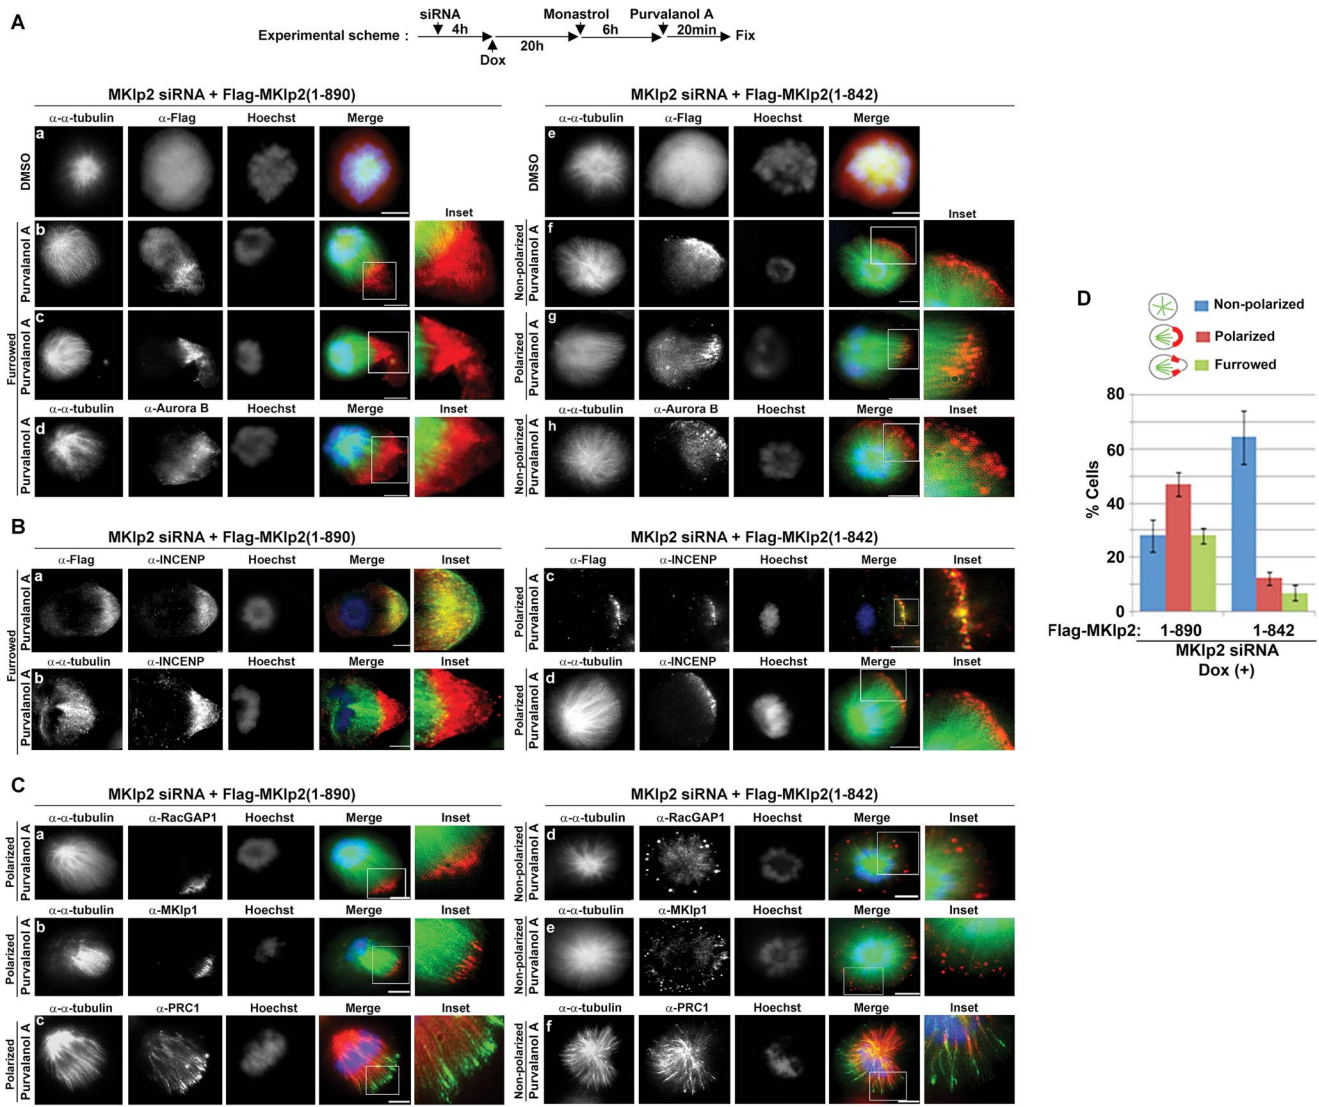 A
siRNA Monastrol Purvalanol A
Experimental scheme : 4h 6h 20min Fix
20h
Dox
MKlp2 siRNA + Flag-MKlp2(1-890) MKlp2 siRNA + Flag-MKlp2(1-842)
α-α-tubulin α-Flag Hoechst Merge α-α-tubulin α-Flag Hoechst Merge
a DMSO e DMSO
Inset Inset
b Purvalanol A f Non-polarized Purvalanol A
Furrowed
c Purvalanol A g Polarized Purvalanol A
α-α-tubulin α-Aurora B Hoechst Merge Inset α-α-tubulin α-Aurora B Hoechst Merge Inset
d Purvalanol A h Non-polarized Purvalanol A
B
MKlp2 siRNA + Flag-MKlp2(1-890) MKlp2 siRNA + Flag-MKlp2(1-842)
α-Flag α-INCENP Hoechst Merge Inset α-Flag α-INCENP Hoechst Merge Inset
a Purvalanol A c Polarized Purvalanol A
Furrowed
α-α-tubulin α-INCENP Hoechst Merge Inset α-α-tubulin α-INCENP Hoechst Merge Inset
b Purvalanol A d Polarized Purvalanol A
C
MKlp2 siRNA + Flag-MKlp2(1-890) MKlp2 siRNA + Flag-MKlp2(1-842)
α-α-tubulin α-RacGAP1 Hoechst Merge Inset α-α-tubulin α-RacGAP1 Hoechst Merge Inset
a Polarized Purvalanol A d Non-polarized Purvalanol A
α-α-tubulin α-MKlp1 Hoechst Merge Inset α-α-tubulin α-MKlp1 Hoechst Merge Inset
b Polarized Purvalanol A e Non-polarized Purvalanol A
α-α-tubulin α-PRC1 Hoechst Merge Inset α-α-tubulin α-PRC1 Hoechst Merge Inset
c Polarized Purvalanol A f Non-polarized Purvalanol A
D
Non-polarized
Polarized
Furrowed
80
60
40
20
0
% Cells
Flag-MKlp2: 1-890 1-842
MKlp2 siRNA
Dox (+)